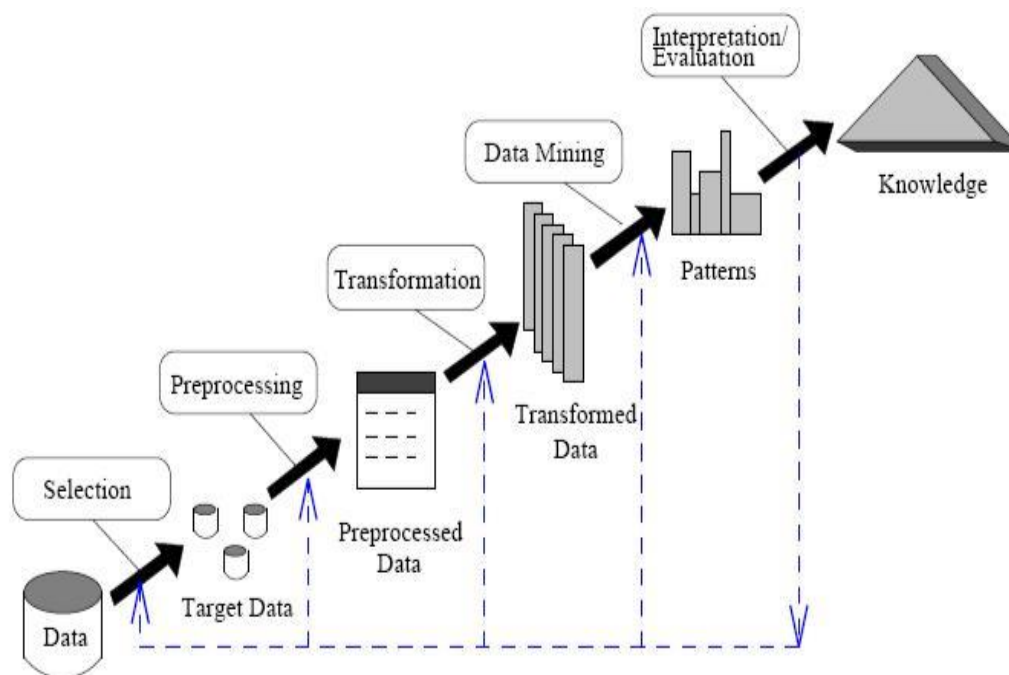 Interpretation/
Evaluation
Data Mining
Knowledge
Transformation
Patterns
Preprocessing
Transformed
Data
Selection
Preprocessed
Data
Target Data
Data